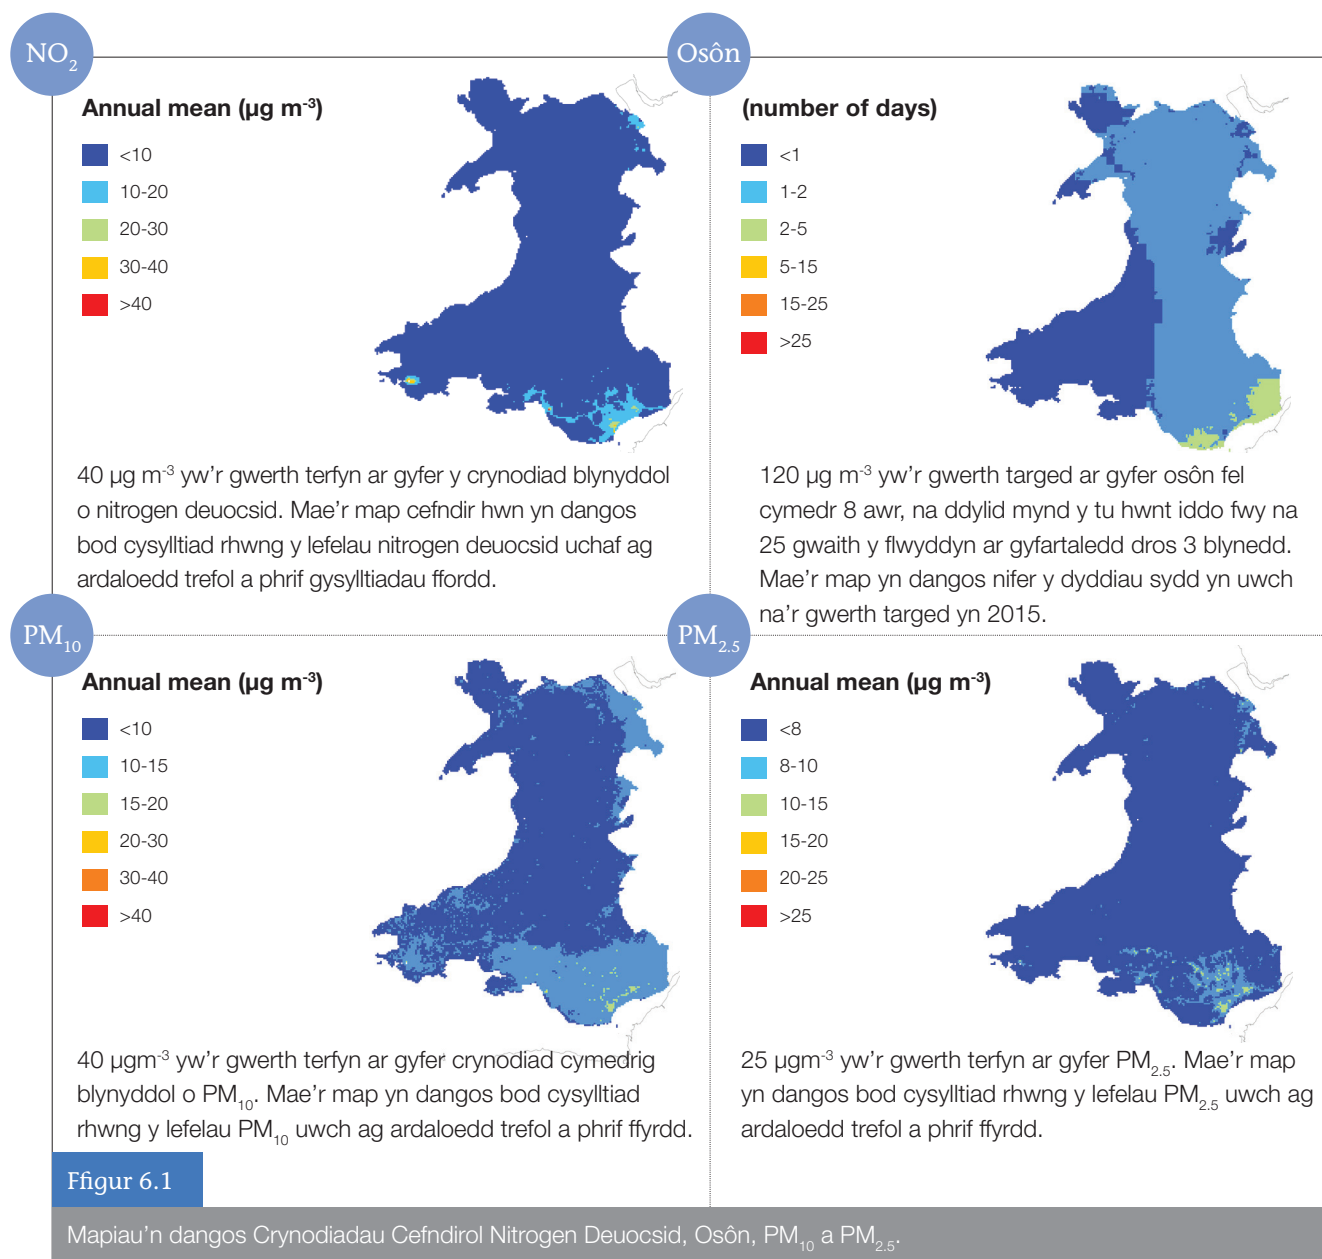 NO₂
Annual mean (µg m⁻³)
<10
10-20
20-30
30-40
>40
40 µg m⁻³ yw'r gwerth terfyn ar gyfer y crynodiad blynyddol
o nitrogen deuocsid. Mae'r map cefndir hwn yn dangos
bod cysylltiad rhwng y lefelau nitrogen deuocsid uchaf ag
ardaloedd trefol a phrif gysylltiadau ffordd.
Osôn
(number of days)
<1
1-2
2-5
5-15
15-25
>25
120 µg m⁻³ yw'r gwerth targed ar gyfer osôn fel
cymedr 8 awr, na ddylid mynd y tu hwnt iddo fwy na
25 gwaith y flwyddyn ar gyfartaledd dros 3 blynedd.
Mae'r map yn dangos nifer y dyddiau sydd yn uwch
na'r gwerth targed yn 2015.
PM₁₀
Annual mean (µg m⁻³)
<10
10-15
15-20
20-30
30-40
>40
40 µgm⁻³ yw'r gwerth terfyn ar gyfer crynodiad cymedrig
blynyddol o PM₁₀. Mae'r map yn dangos bod cysylltiad
rhwng y lefelau PM₁₀ uwch ag ardaloedd trefol a phrif ffyrdd.
PM₂.₅
Annual mean (µg m⁻³)
<8
8-10
10-15
15-20
20-25
>25
25 µgm⁻³ yw'r gwerth terfyn ar gyfer PM₂.₅. Mae'r map
yn dangos bod cysylltiad rhwng y lefelau PM₂.₅ uwch ag
ardaloedd trefol a phrif ffyrdd.
Ffigur 6.1
Mapiau'n dangos Crynodiadau Cefndirol Nitrogen Deuocsid, Osôn, PM₁₀ a PM₂.₅.